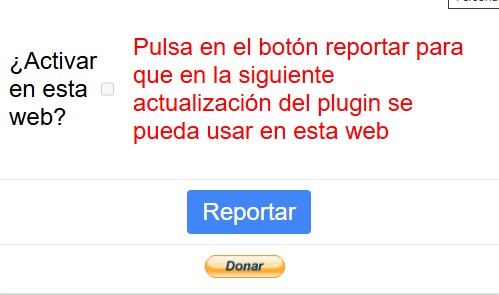 ¿Activar
en esta
web?
Pulsa en el botón reportar para
que en la siguiente
actualización del plugin se
pueda usar en esta web
Reportar
Donar